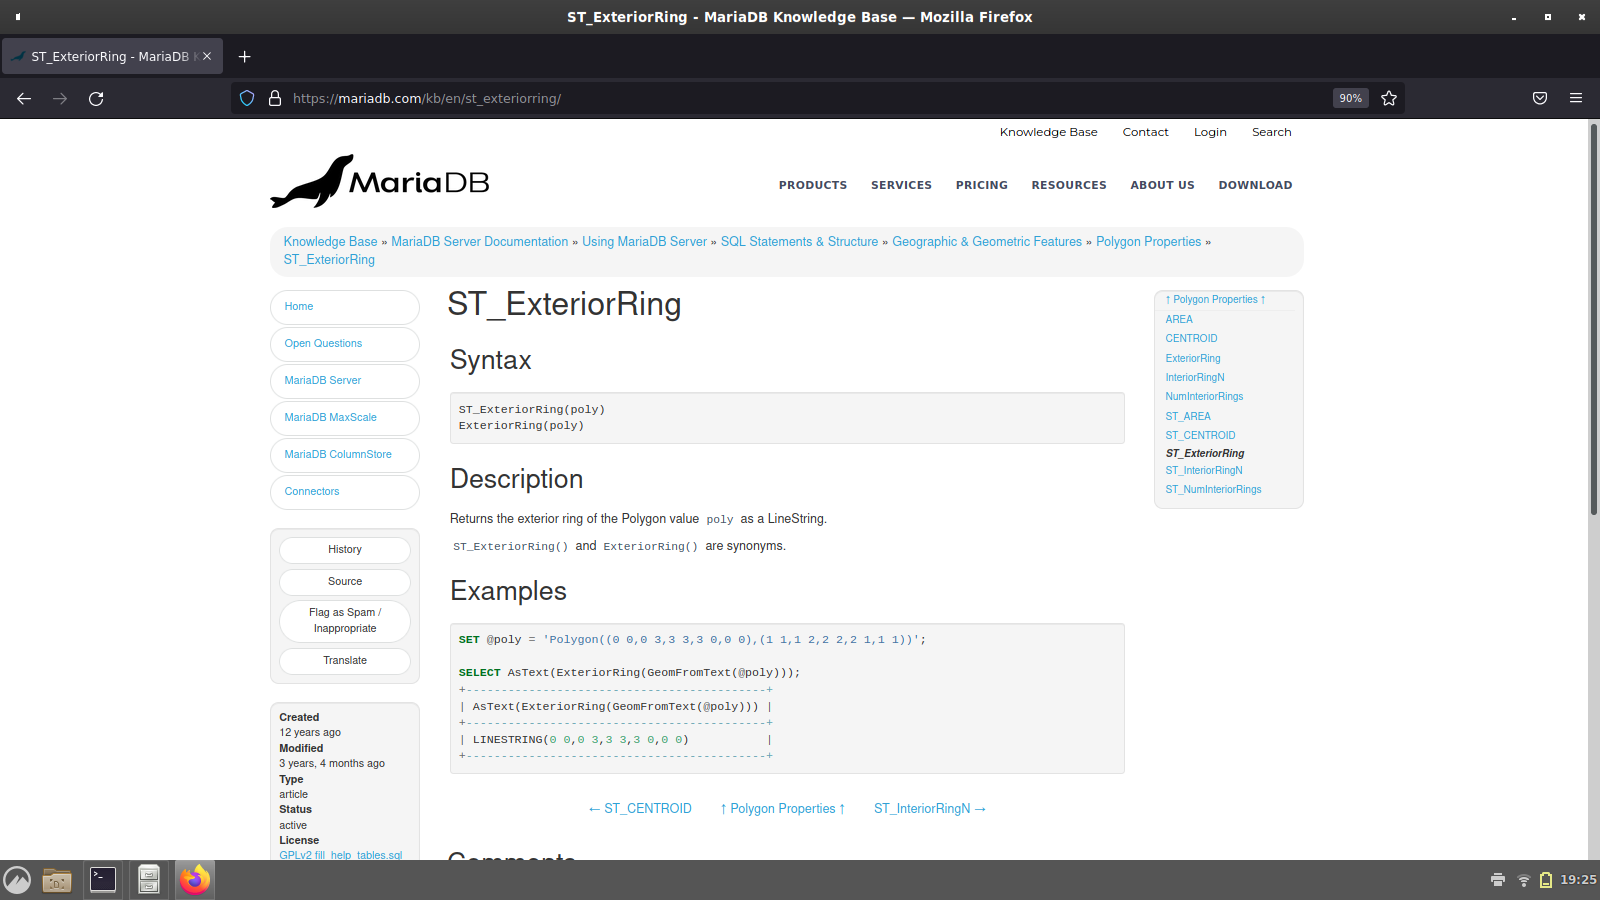 ST_ExteriorRing - MariaDB Knowledge Base — Mozilla Firefox
ST_ExteriorRing - MariaDB
https://mariadb.com/kb/en/st_exteriorring/
90%
Knowledge Base Contact Login Search
MariaDB
PRODUCTS SERVICES PRICING RESOURCES ABOUT US DOWNLOAD
Knowledge Base » MariaDB Server Documentation » Using MariaDB Server » SQL Statements & Structure » Geographic & Geometric Features » Polygon Properties »
ST_ExteriorRing
Home
Open Questions
MariaDB Server
MariaDB MaxScale
MariaDB ColumnStore
Connectors
History
Source
Flag as Spam /
Inappropriate
Translate
Created
12 years ago
Modified
3 years, 4 months ago
Type
article
Status
active
License
GPLv2 fill_help_tables.sql
ST_ExteriorRing
Syntax
ST_ExteriorRing(poly)
ExteriorRing(poly)
Description
Returns the exterior ring of the Polygon value poly as a LineString.
ST_ExteriorRing() and ExteriorRing() are synonyms.
Examples
SET @poly = 'Polygon((0 0,0 3,3 3,3 0,0 0),(1 1,1 2,2 2,2 1,1 1))';
SELECT AsText(ExteriorRing(GeomFromText(@poly)));
+-------------------------------------------+
| AsText(ExteriorRing(GeomFromText(@poly))) |
+-------------------------------------------+
| LINESTRING(0 0,0 3,3 3,3 0,0 0)           |
+-------------------------------------------+
← ST_CENTROID ↑ Polygon Properties ↑ ST_InteriorRingN →
Comments
↑ Polygon Properties ↑
AREA
CENTROID
ExteriorRing
InteriorRingN
NumInteriorRings
ST_AREA
ST_CENTROID
ST_ExteriorRing
ST_InteriorRingN
ST_NumInteriorRings
19:25